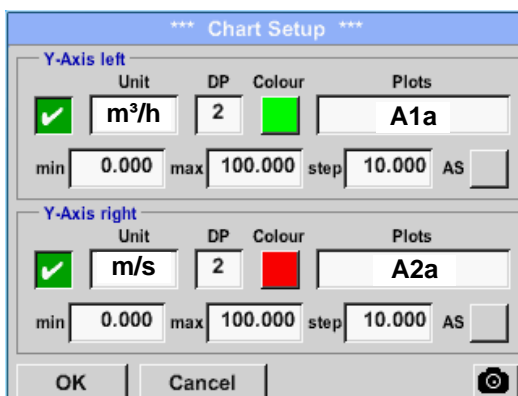 *** Chart Setup ***
Y-Axis left
Unit DP Colour Plots
m³/h 2 A1a
min 0.000 max 100.000 step 10.000 AS
Y-Axis right
Unit DP Colour Plots
m/s 2 A2a
min 0.000 max 100.000 step 10.000 AS
OK Cancel